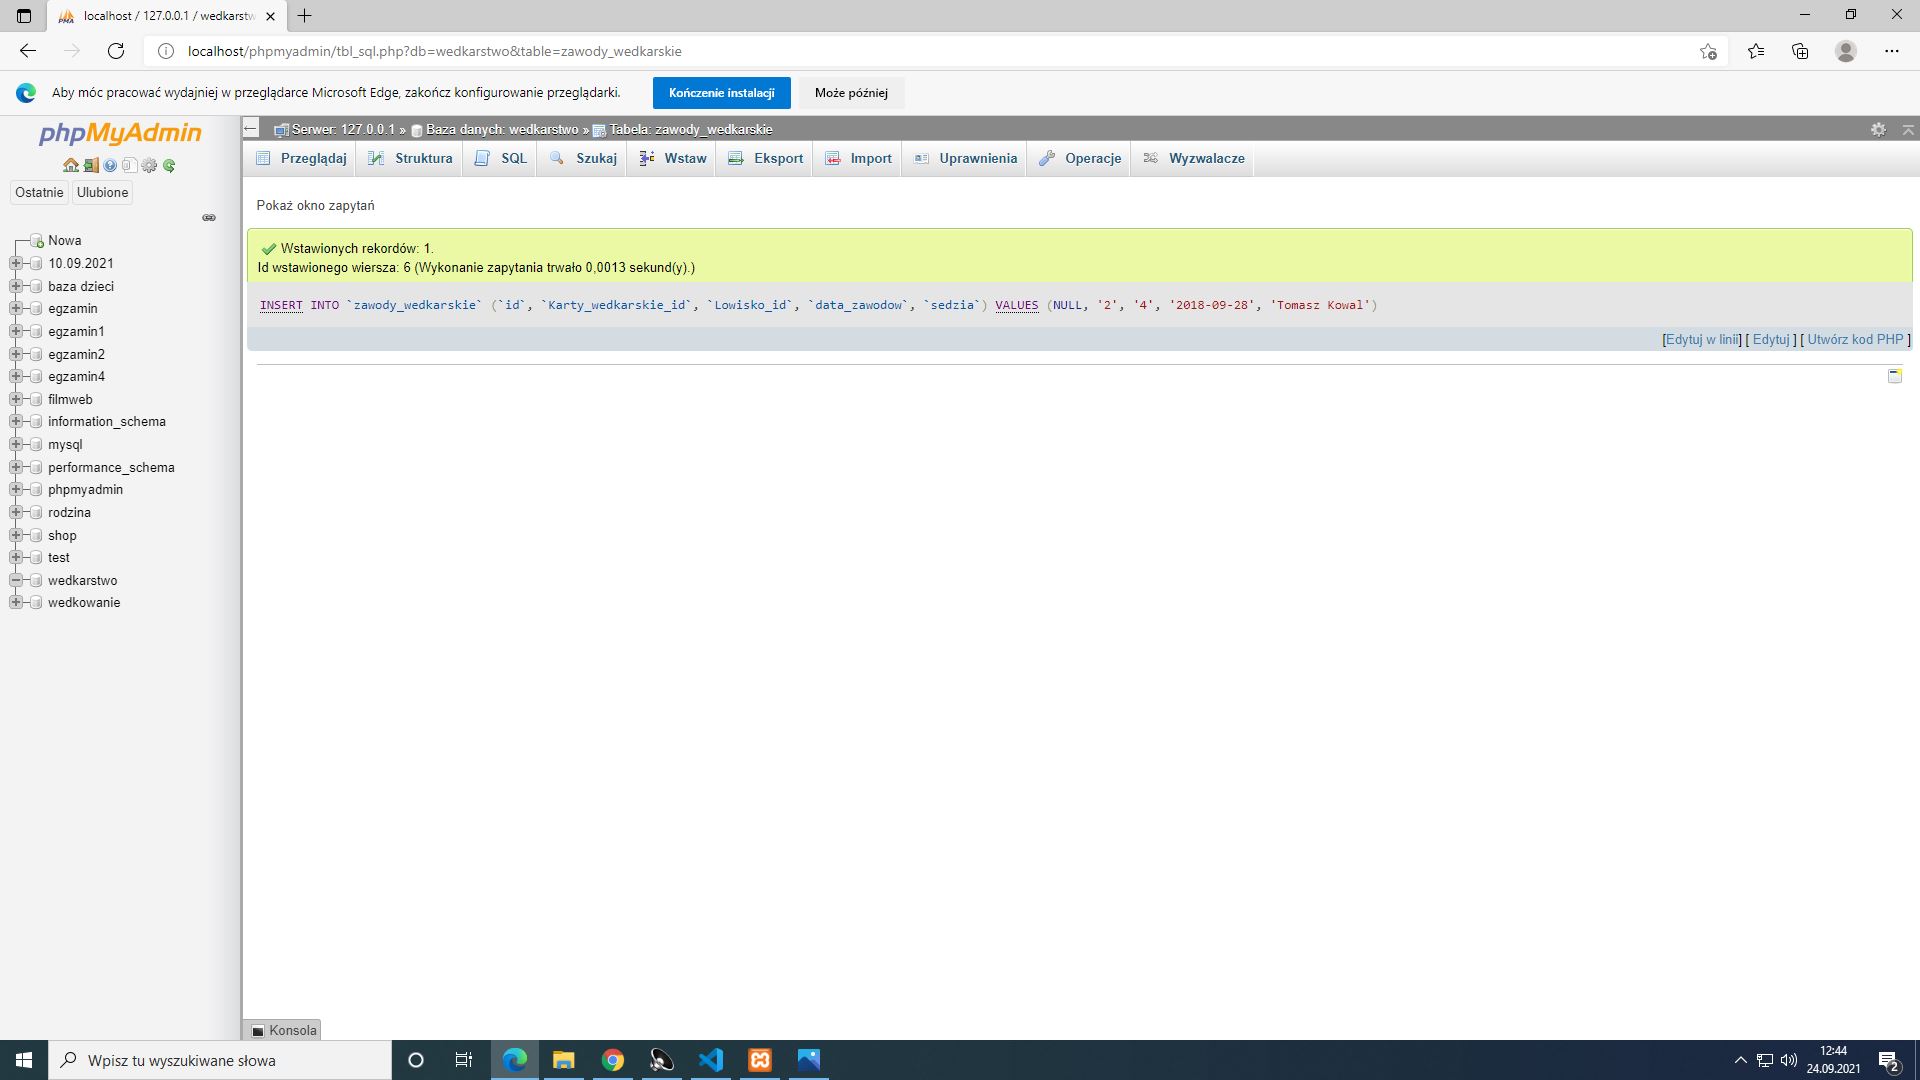 localhost / 127.0.0.1 / wedkarstw
localhost/phpmyadmin/tbl_sql.php?db=wedkarstwo&table=zawody_wedkarskie
Aby móc pracować wydajniej w przeglądarce Microsoft Edge, zakończ konfigurowanie przeglądarki.
Kończenie instalacji
Może później
phpMyAdmin
Ostatnie
Ulubione
Nowa
10.09.2021
baza dzieci
egzamin
egzamin1
egzamin2
egzamin4
filmweb
information_schema
mysql
performance_schema
phpmyadmin
rodzina
shop
test
wedkarstwo
wedkowanie
Serwer: 127.0.0.1 » Baza danych: wedkarstwo » Tabela: zawody_wedkarskie
Przeglądaj
Struktura
SQL
Szukaj
Wstaw
Eksport
Import
Uprawnienia
Operacje
Wyzwalacze
Pokaż okno zapytań
Wstawionych rekordów: 1.
Id wstawionego wiersza: 6 (Wykonanie zapytania trwało 0,0013 sekund(y).)
INSERT INTO `zawody_wedkarskie` (`id`, `Karty_wedkarskie_id`, `Lowisko_id`, `data_zawodow`, `sedzia`) VALUES (NULL, '2', '4', '2018-09-28', 'Tomasz Kowal')
[Edytuj w linii] [ Edytuj ] [ Utwórz kod PHP ]
Konsola
Wpisz tu wyszukiwane słowa
12:44
24.09.2021
2